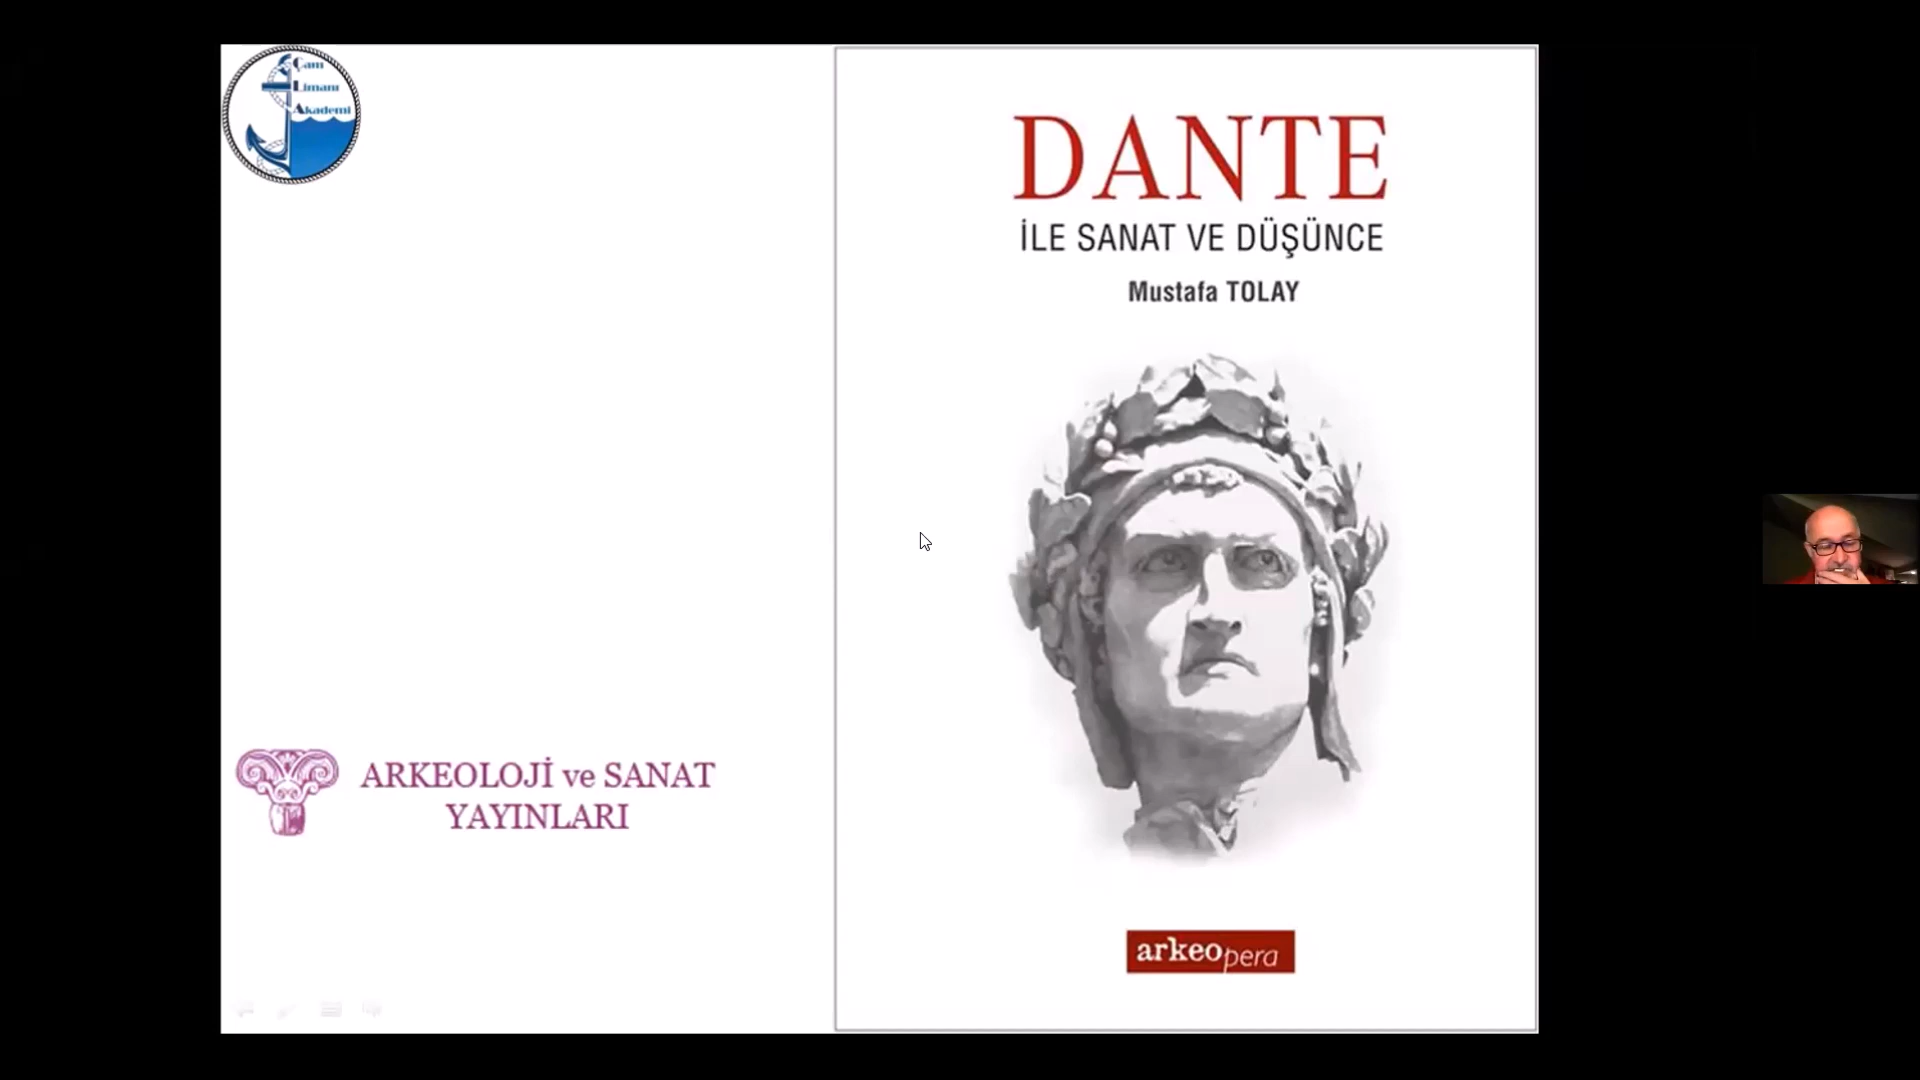 Çam
Limanı
Akademi
ARKEOLOJİ ve SANAT
YAYINLARI
DANTE
İLE SANAT VE DÜŞÜNCE
Mustafa TOLAY
arkeopera